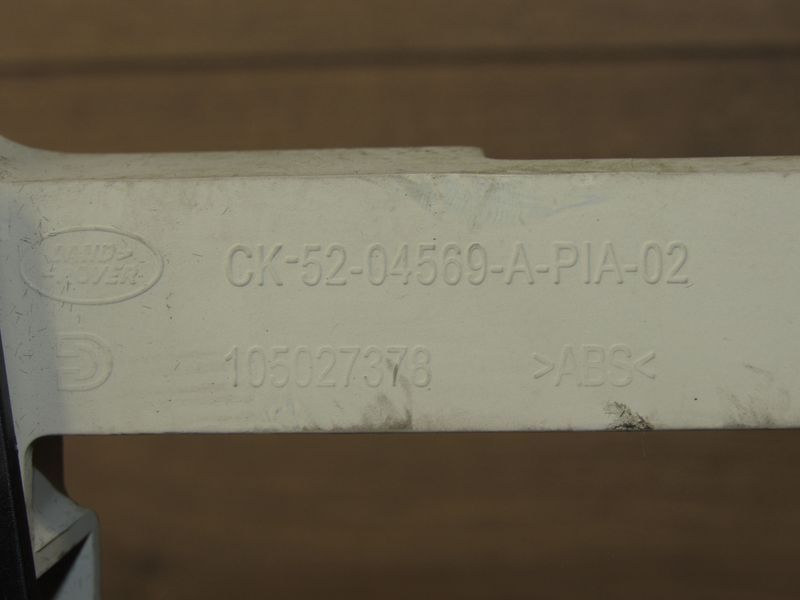 LAND
ROVER
CK-52-04569-A-PIA-02
105027378
>ABS<